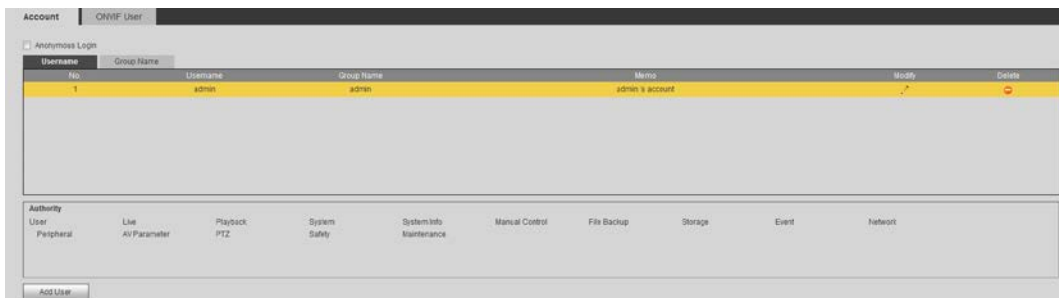 Account ONVIF User
Anonymous Login
Username Group Name
No. Username Group Name Memo Modify Delete
1 admin admin admin 's account
Authority
User Live Playback System System Info Manual Control File Backup Storage Event Network
Peripheral AV Parameter PTZ Safety Maintenance
Add User